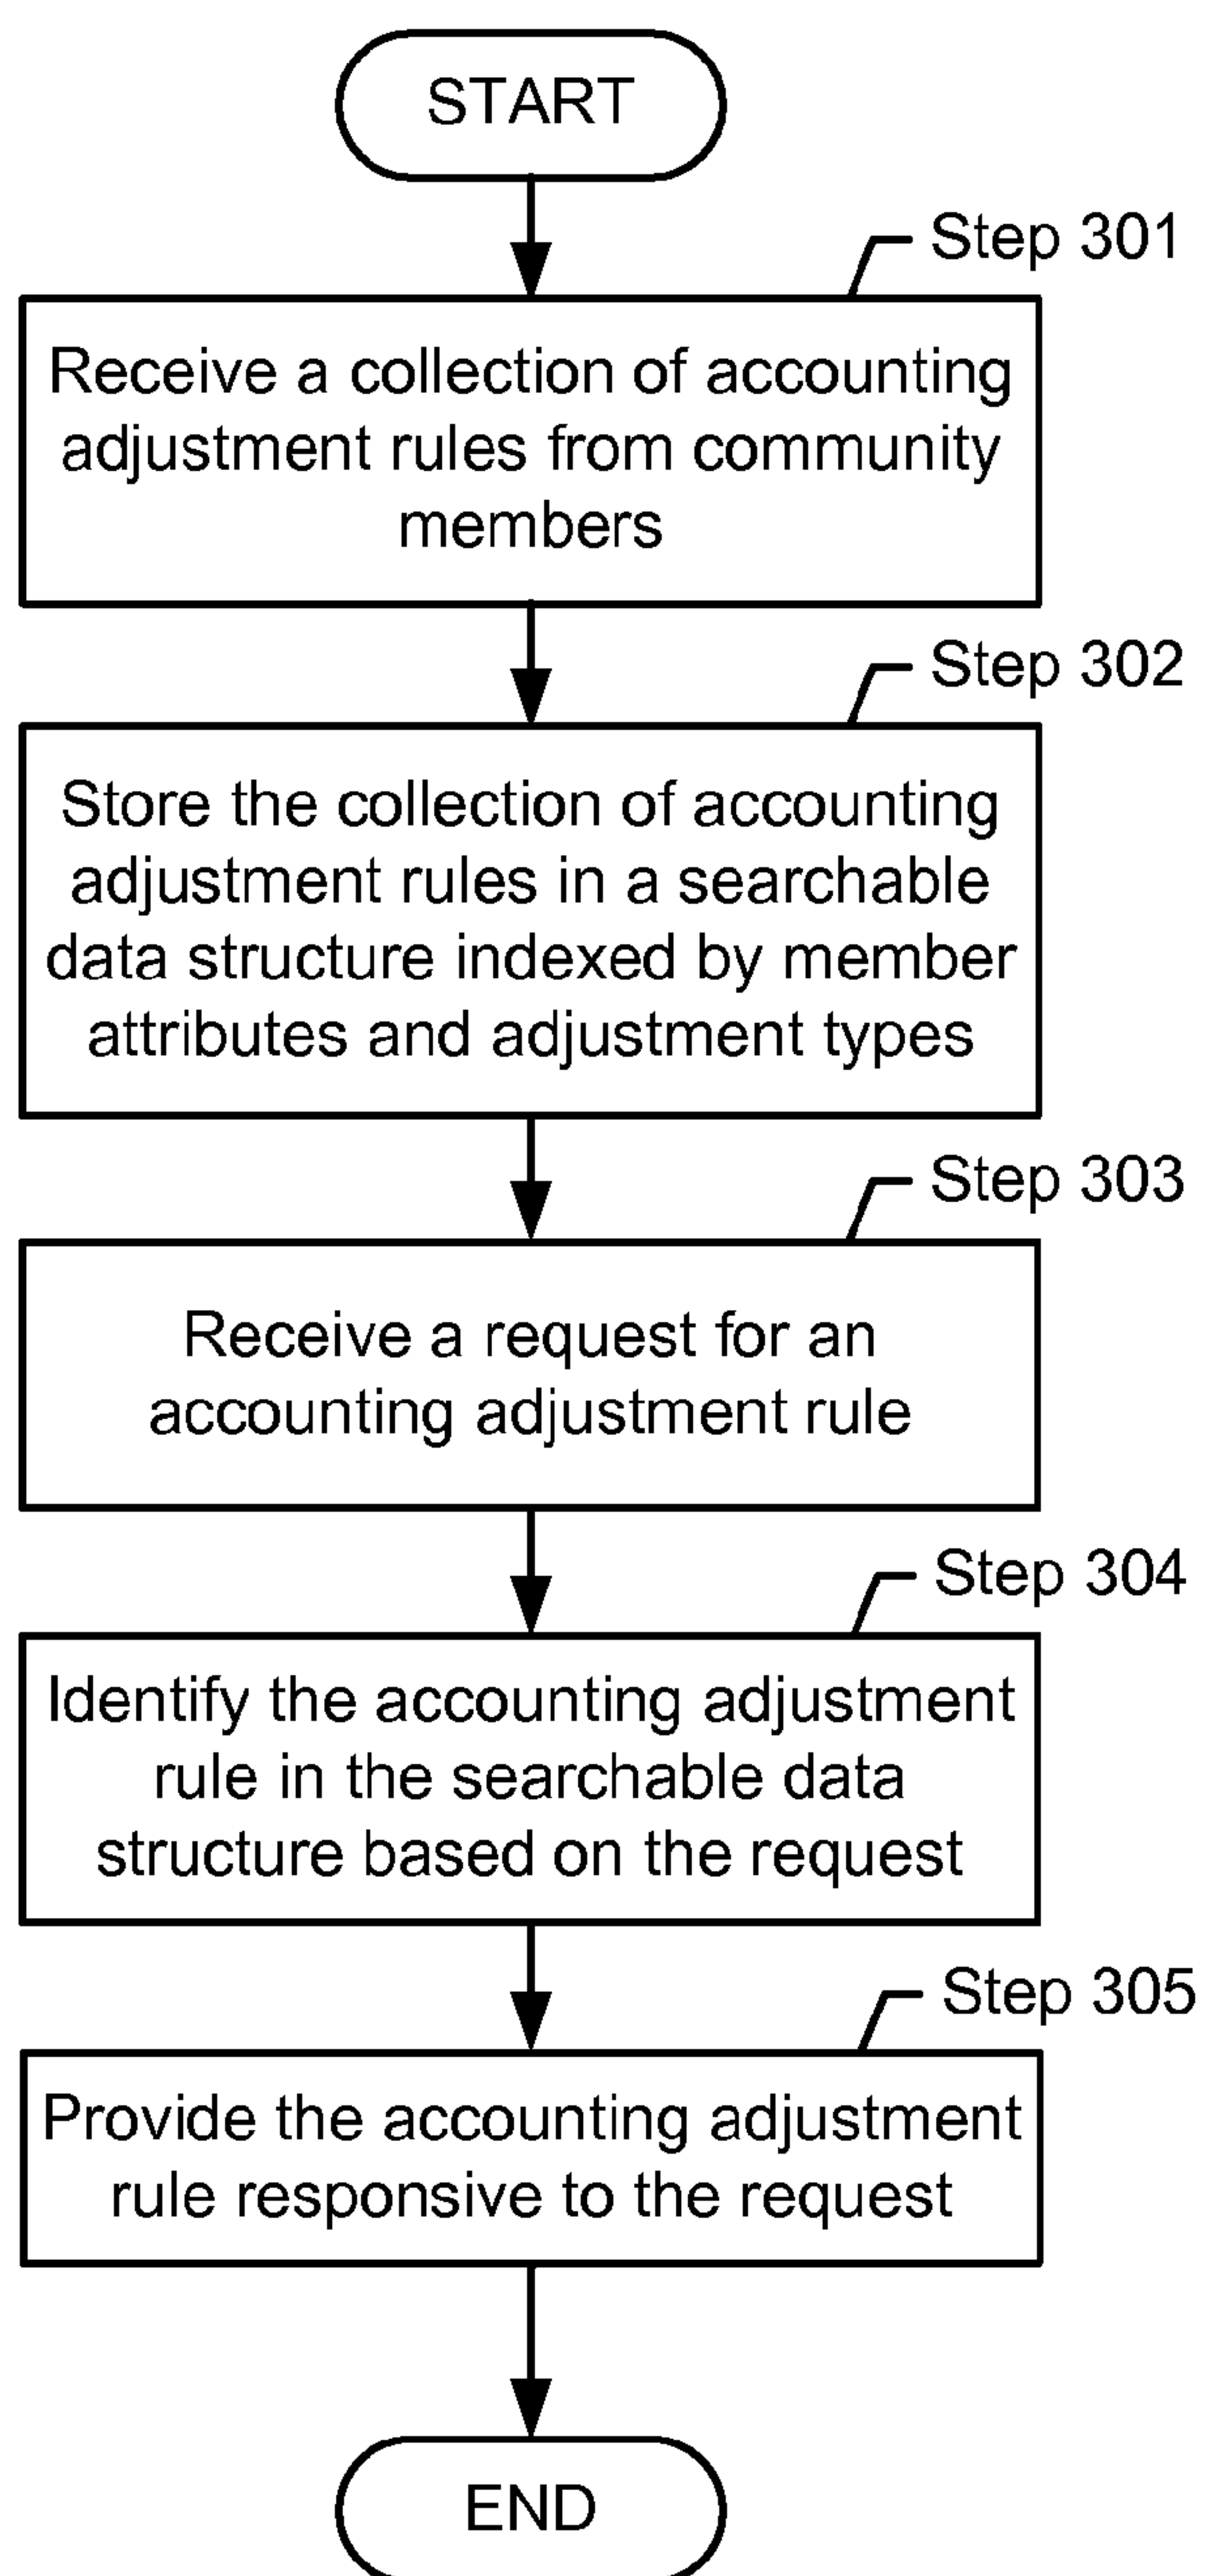 START
Step 301
Receive a collection of accounting
adjustment rules from community
members
Step 302
Store the collection of accounting
adjustment rules in a searchable
data structure indexed by member
attributes and adjustment types
Step 303
Receive a request for an
accounting adjustment rule
Step 304
Identify the accounting adjustment
rule in the searchable data
structure based on the request
Step 305
Provide the accounting adjustment
rule responsive to the request
END